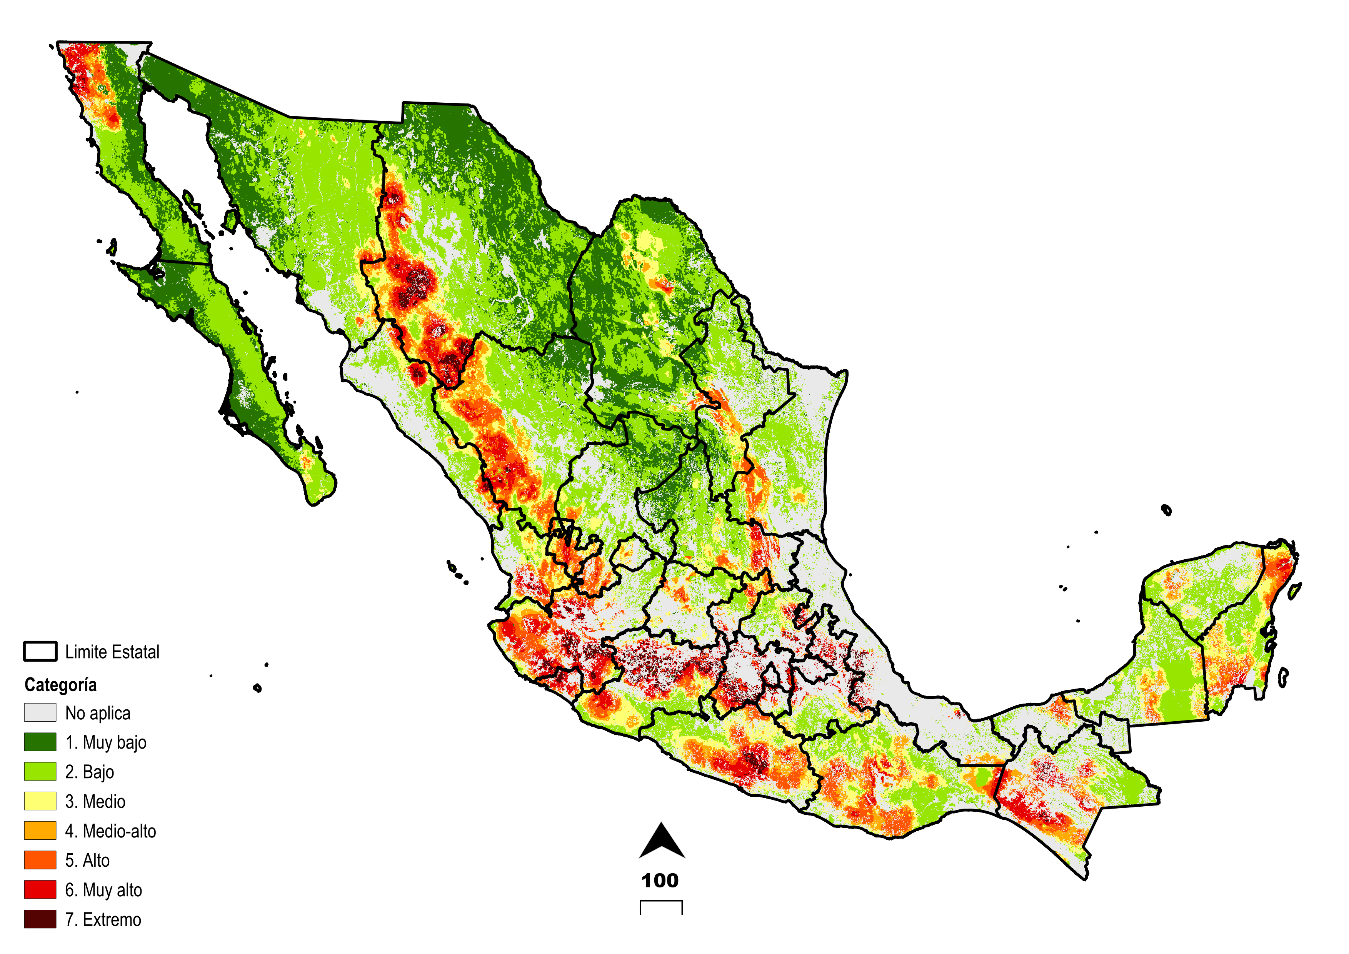 Limite Estatal
Categoría
No aplica
1. Muy bajo
2. Bajo
3. Medio
4. Medio-alto
5. Alto
6. Muy alto
7. Extremo
100